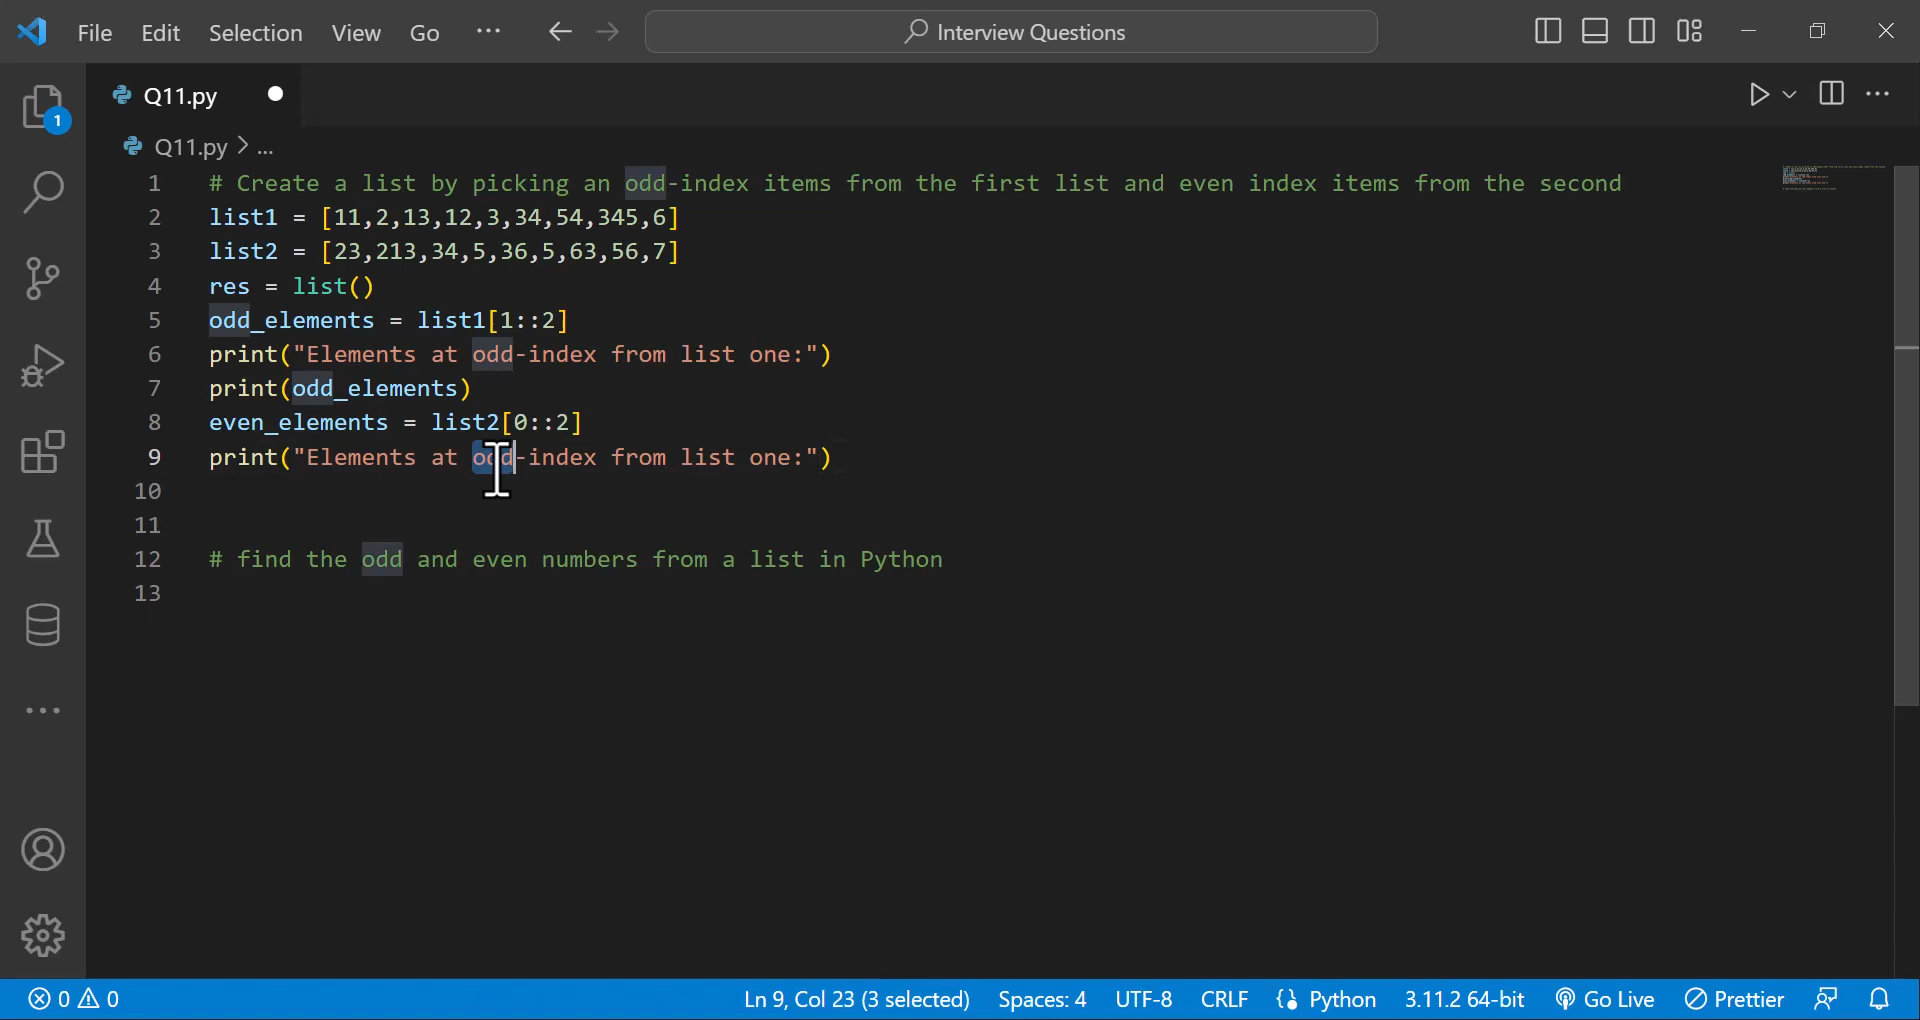 File Edit Selection View Go ··· Interview Questions
Q11.py
Q11.py > ...
1
1 # Create a list by picking an odd-index items from the first list and even index items from the second
2 list1 = [11,2,13,12,3,34,54,345,6]
3 list2 = [23,213,34,5,36,5,63,56,7]
4 res = list()
5 odd_elements = list1[1::2]
6 print("Elements at odd-index from list one:")
7 print(odd_elements)
8 even_elements = list2[0::2]
9 print("Elements at odd-index from list one:")
10
11
12 # find the odd and even numbers from a list in Python
13
0 0 Ln 9, Col 23 (3 selected) Spaces: 4 UTF-8 CRLF Python 3.11.2 64-bit Go Live Prettier